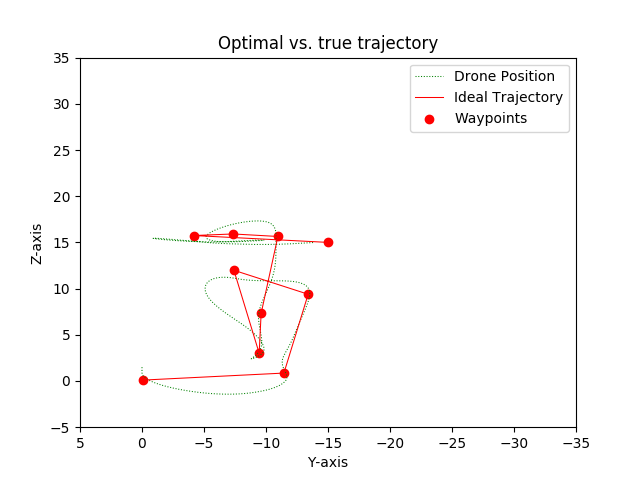 Optimal vs. true trajectory
Drone Position
Ideal Trajectory
Waypoints
Z-axis
35
30
25
20
15
10
5
0
−5
5 0 −5 −10 −15 −20 −25 −30 −35
Y-axis